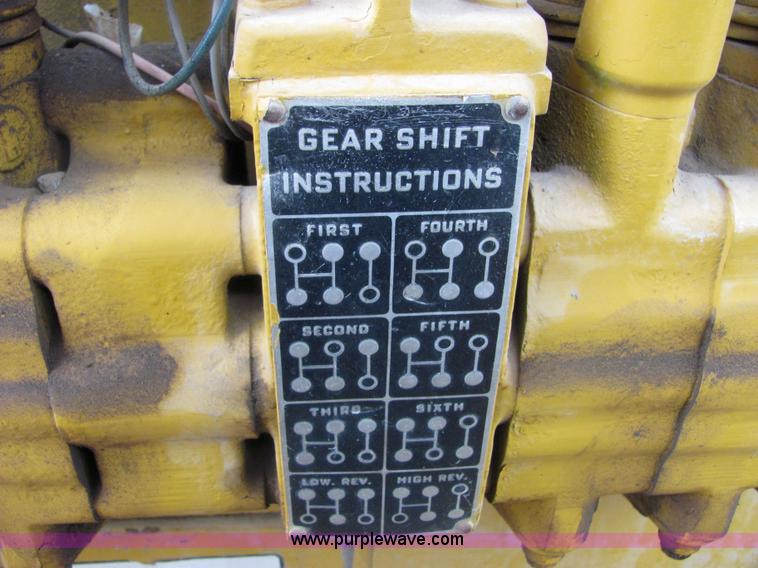 GEAR SHIFT
INSTRUCTIONS
FIRST FOURTH
SECOND FIFTH
THIRD SIXTH
LOW. REV. HIGH REV.
www.purplewave.com